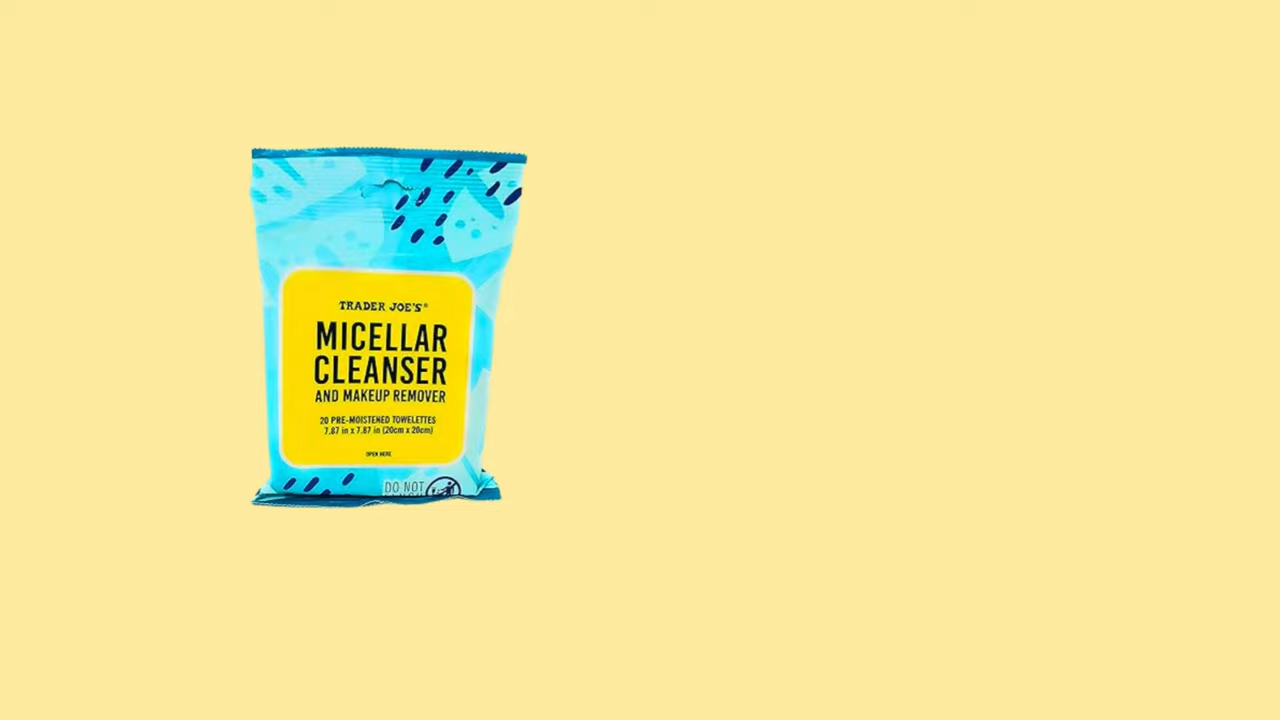 TRADER JOE'S®
MICELLAR
CLEANSER
AND MAKEUP REMOVER
20 PRE-MOISTENED TOWELETTES
7.87 in x 7.87 in (20cm x 20cm)
OPEN HERE
DO NOT